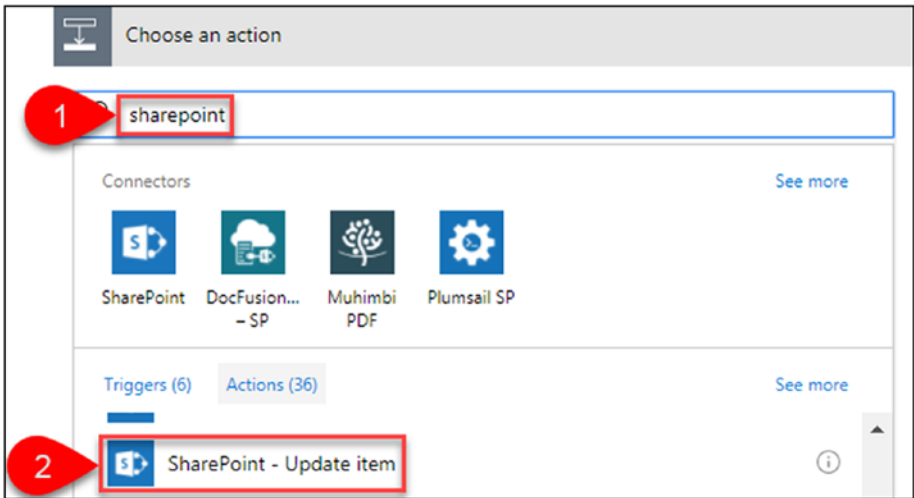 Choose an action
1
sharepoint
Connectors
See more
SharePoint
DocFusion...
– SP
Muhimbi
PDF
Plumsail SP
Triggers (6)
Actions (36)
See more
2
SharePoint - Update item